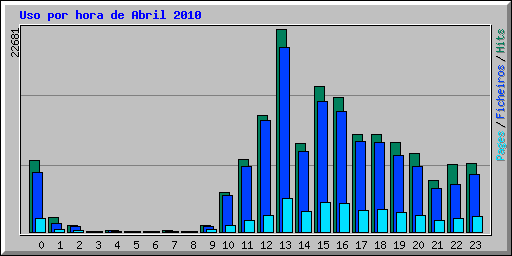 Uso por hora de Abril 2010
22681
Pages / Ficheiros / Hits
0 1 2 3 4 5 6 7 8 9 10 11 12 13 14 15 16 17 18 19 20 21 22 23